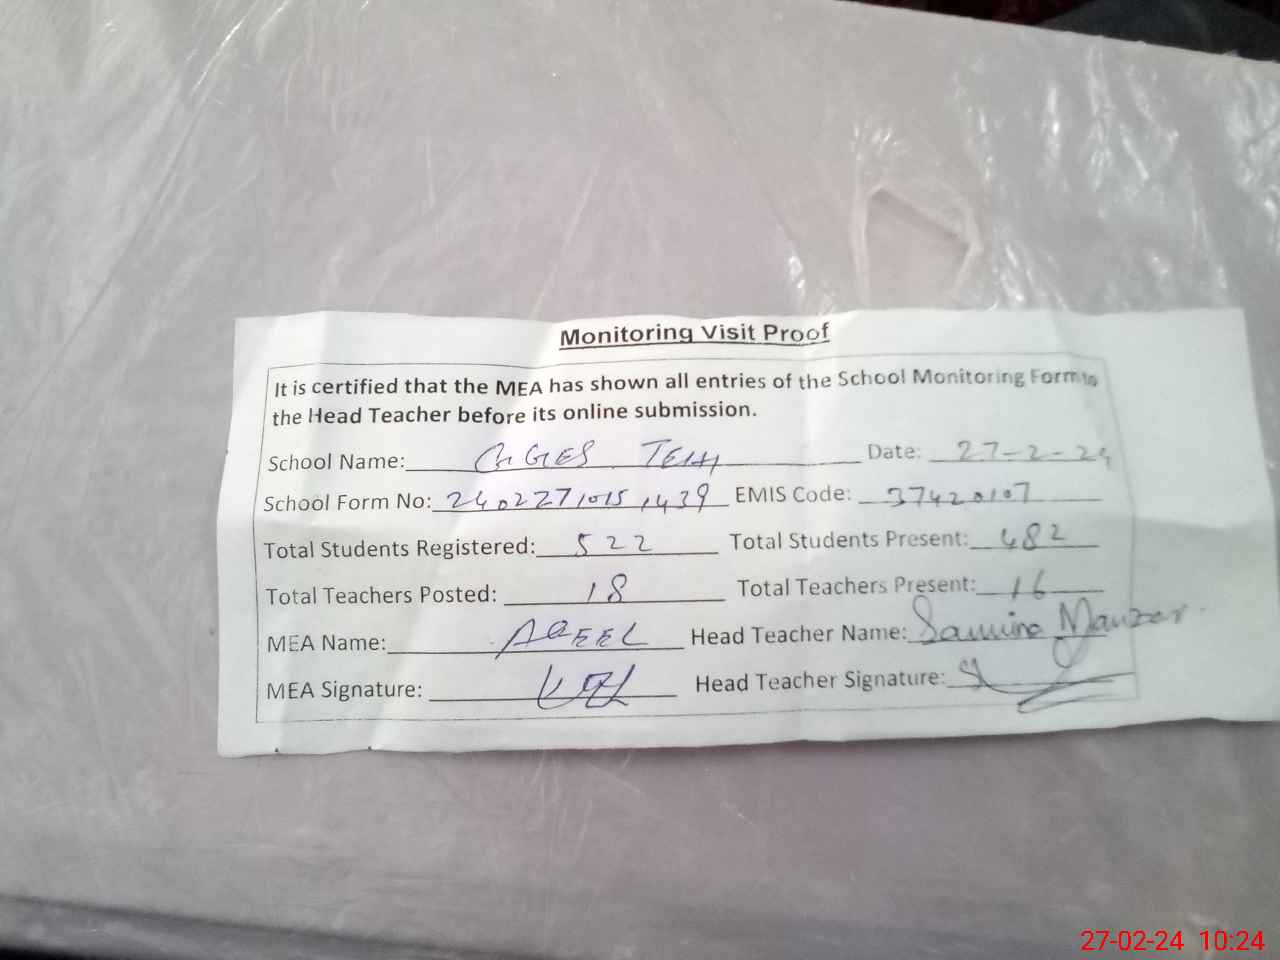 Monitoring Visit Proof
It is certified that the MEA has shown all entries of the School Monitoring Form to
the Head Teacher before its online submission.
School Name: GGES Date: 27-2-24
School Form No: 24022710151439 EMIS Code: 37420107
Total Students Registered: 522 Total Students Present: 482
Total Teachers Posted: 18 Total Teachers Present: 16
MEA Name: AQEEL Head Teacher Name: Samina Manzar
MEA Signature: Head Teacher Signature:
27-02-24 10:24